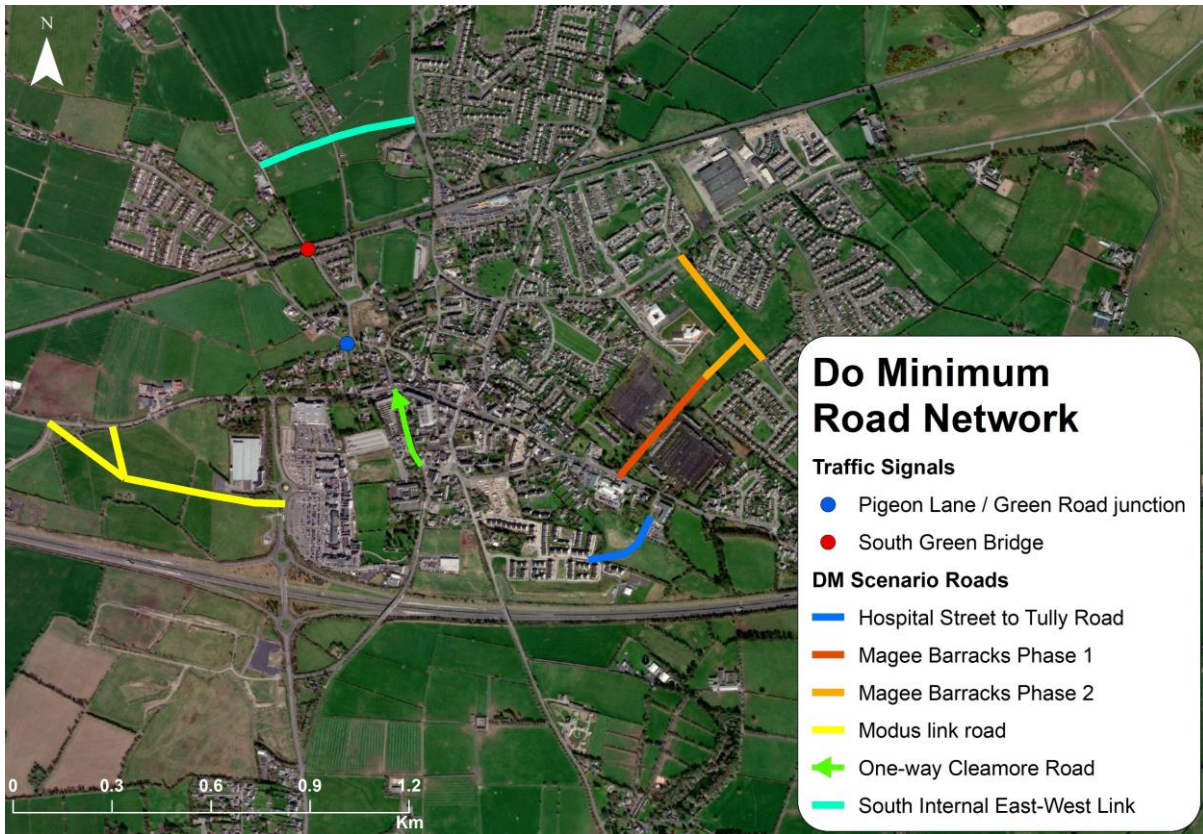 N
Do Minimum
Road Network
Traffic Signals
Pigeon Lane / Green Road junction
South Green Bridge
DM Scenario Roads
Hospital Street to Tully Road
Magee Barracks Phase 1
Magee Barracks Phase 2
Modus link road
One-way Cleamore Road
South Internal East-West Link
0 0.3 0.6 0.9 1.2
Km